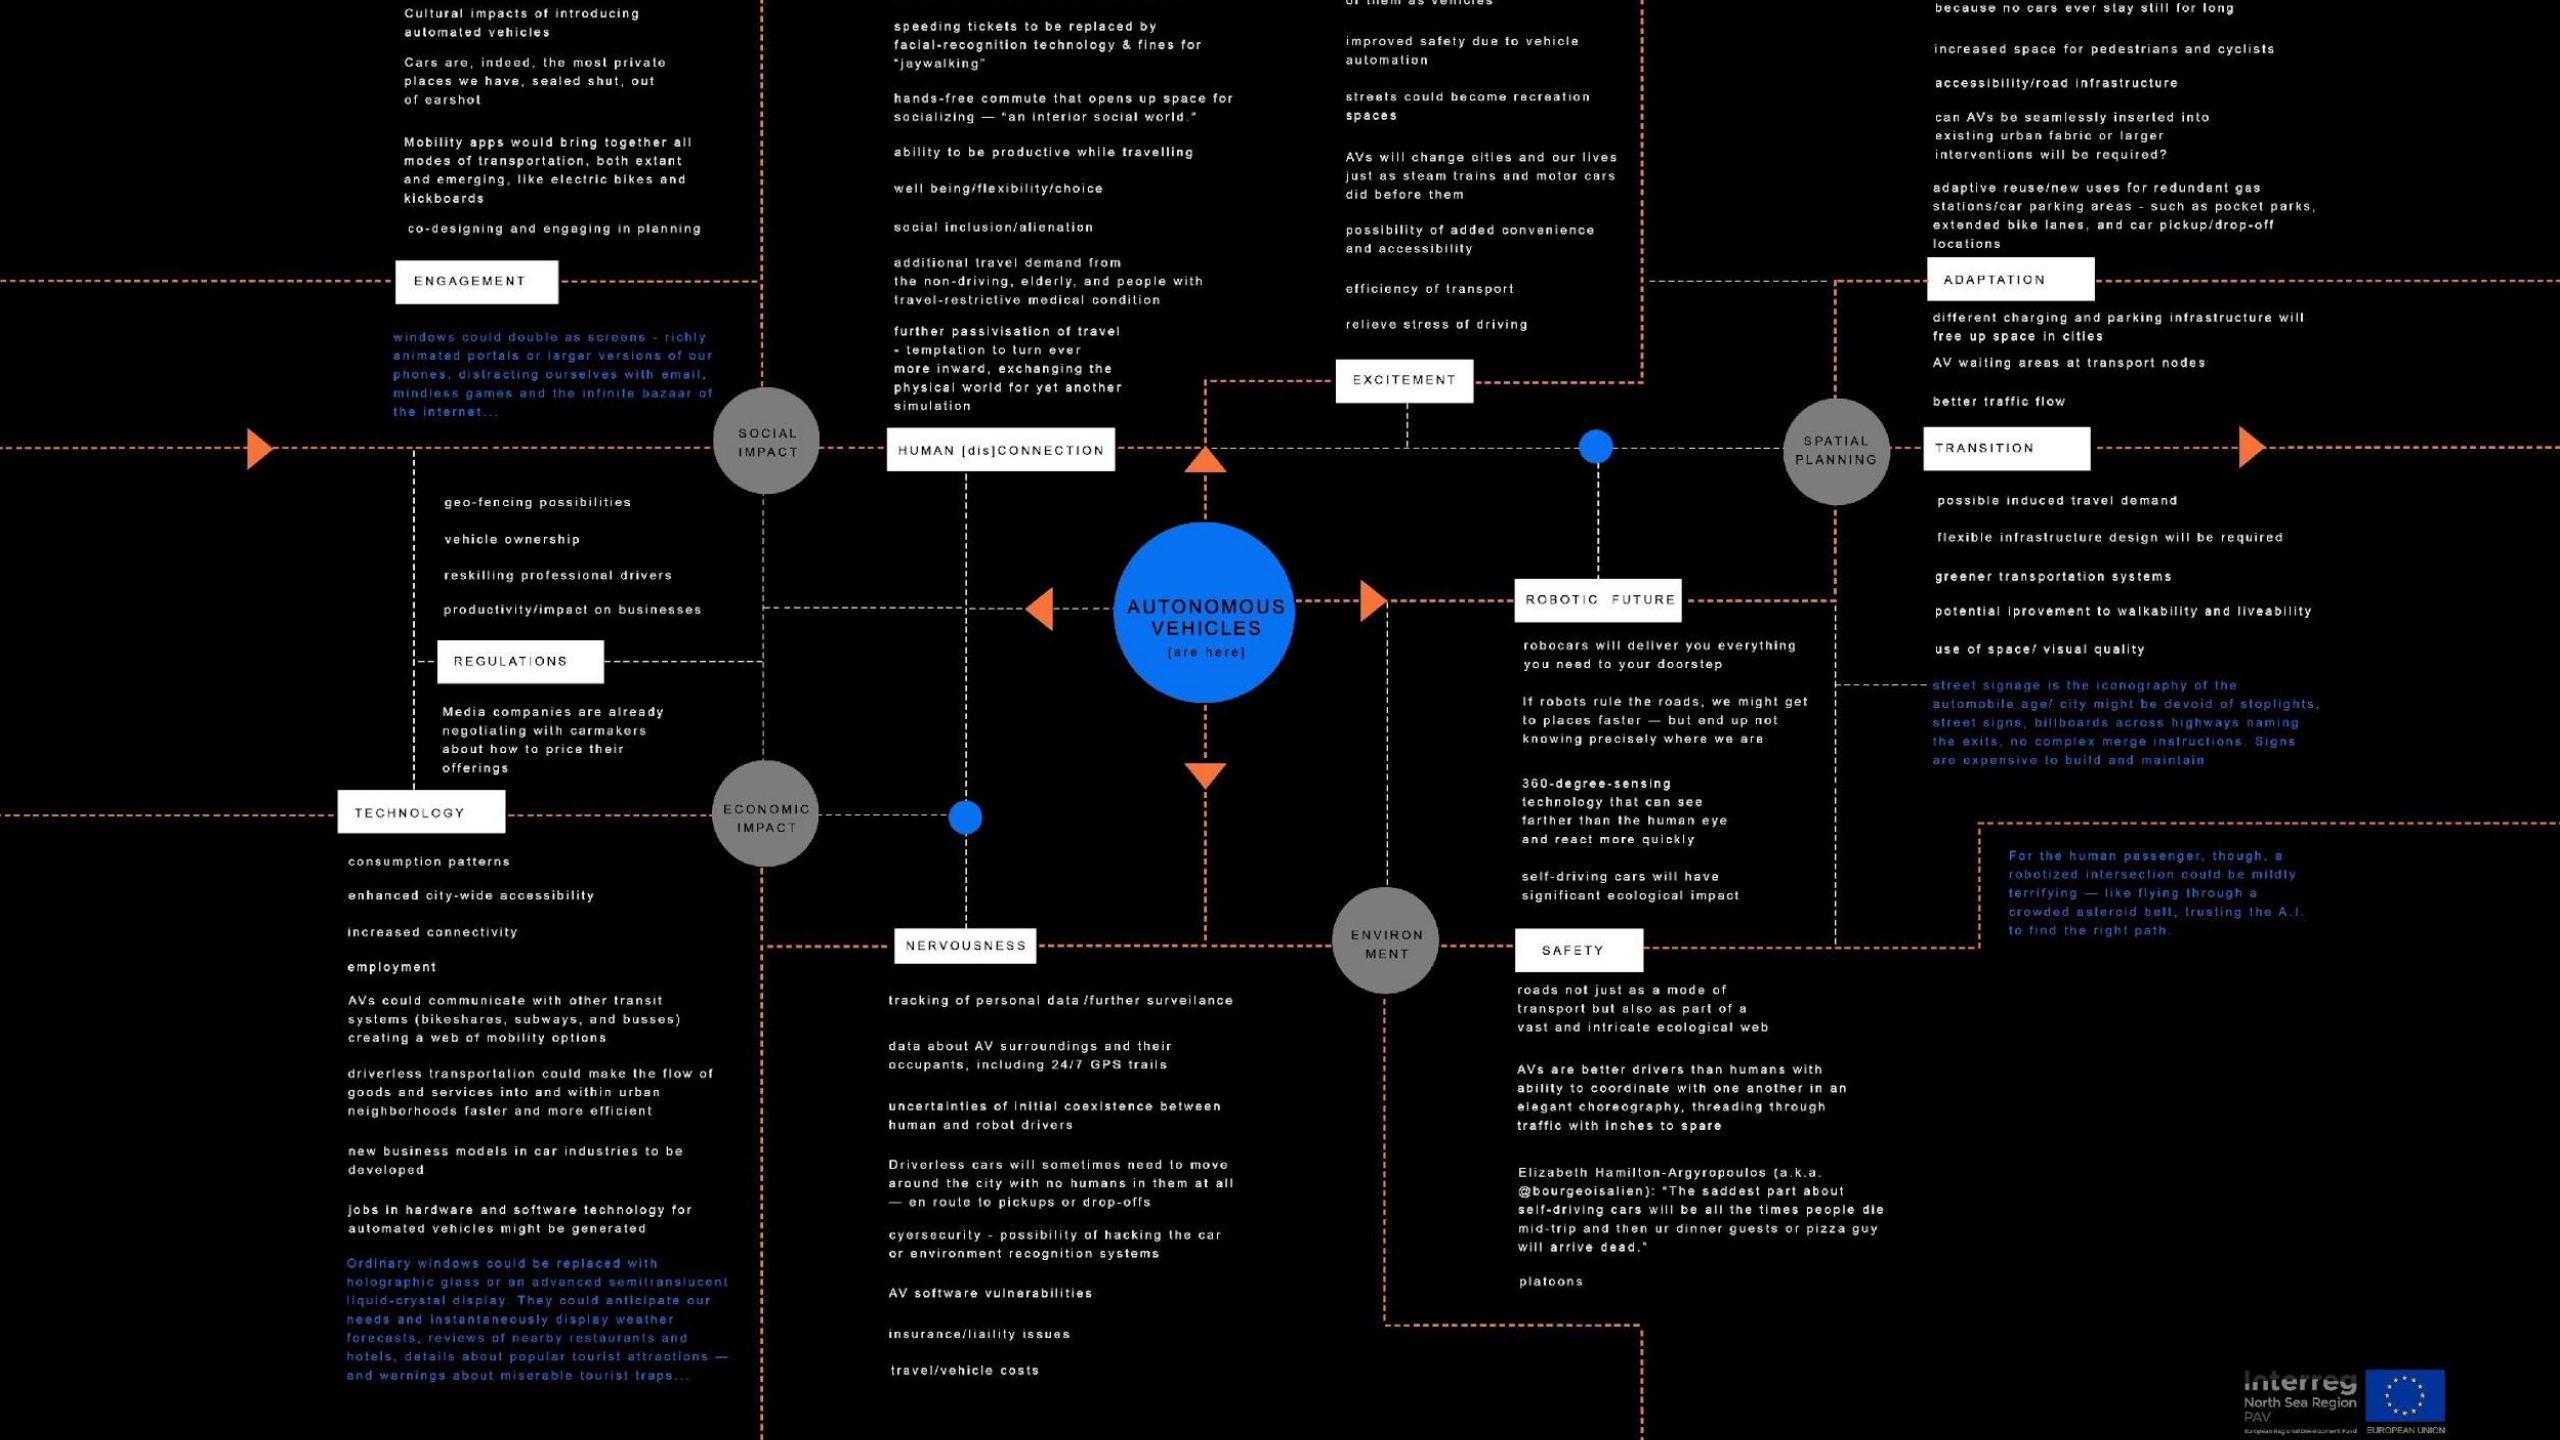 Cultural impacts of introducing
automated vehicles
Cars are, indeed, the most private
places we have, sealed shut, out
of earshot
Mobility apps would bring together all
modes of transportation, both extant
and emerging, like electric bikes and
kickboards
co-designing and engaging in planning
ENGAGEMENT
windows could double as screens - richly
animated portals or larger versions of our
phones, distracting ourselves with email,
mindless games and the infinite bazaar of
the internet...
SOCIAL
IMPACT
geo-fencing possibilities
vehicle ownership
reskilling professional drivers
productivity/impact on businesses
REGULATIONS
Media companies are already
negotiating with carmakers
about how to price their
offerings
TECHNOLOGY
ECONOMIC
IMPACT
consumption patterns
enhanced city-wide accessibility
increased connectivity
employment
AVs could communicate with other transit
systems (bikeshares, subways, and busses)
creating a web of mobility options
driverless transportation could make the flow of
goods and services into and within urban
neighborhoods faster and more efficient
new business models in car industries to be
developed
jobs in hardware and software technology for
automated vehicles might be generated
Ordinary windows could be replaced with
holographic glass or an advanced semitranslucent
liquid-crystal display. They could anticipate our
needs and instantaneously display weather
forecasts, reviews of nearby restaurants and
hotels, details about popular tourist attractions —
and warnings about miserable tourist traps...
speeding tickets to be replaced by
facial-recognition technology & fines for
"jaywalking"
hands-free commute that opens up space for
socializing — "an interior social world."
ability to be productive while travelling
well being/flexibility/choice
social inclusion/alienation
additional travel demand from
the non-driving, elderly, and people with
travel-restrictive medical condition
further passivisation of travel
- temptation to turn ever
more inward, exchanging the
physical world for yet another
simulation
HUMAN [dis]CONNECTION
AUTONOMOUS
VEHICLES
[are here]
NERVOUSNESS
tracking of personal data /further surveilance
data about AV surroundings and their
occupants, including 24/7 GPS trails
uncertainties of initial coexistence between
human and robot drivers
Driverless cars will sometimes need to move
around the city with no humans in them at all
— en route to pickups or drop-offs
cyersecurity - possibility of hacking the car
or environment recognition systems
AV software vulnerabilities
insurance/liaility issues
travel/vehicle costs
of them as vehicles
improved safety due to vehicle
automation
streets could become recreation
spaces
AVs will change cities and our lives
just as steam trains and motor cars
did before them
possibility of added convenience
and accessibility
efficiency of transport
relieve stress of driving
EXCITEMENT
ROBOTIC FUTURE
robocars will deliver you everything
you need to your doorstep
If robots rule the roads, we might get
to places faster — but end up not
knowing precisely where we are
360-degree-sensing
technology that can see
farther than the human eye
and react more quickly
self-driving cars will have
significant ecological impact
ENVIRON
MENT
SAFETY
roads not just as a mode of
transport but also as part of a
vast and intricate ecological web
AVs are better drivers than humans with
ability to coordinate with one another in an
elegant choreography, threading through
traffic with inches to spare
Elizabeth Hamilton-Argyropoulos (a.k.a.
@bourgeoisalien): "The saddest part about
self-driving cars will be all the times people die
mid-trip and then ur dinner guests or pizza guy
will arrive dead."
platoons
because no cars ever stay still for long
increased space for pedestrians and cyclists
accessibility/road infrastructure
can AVs be seamlessly inserted into
existing urban fabric or larger
interventions will be required?
adaptive reuse/new uses for redundant gas
stations/car parking areas - such as pocket parks,
extended bike lanes, and car pickup/drop-off
locations
ADAPTATION
different charging and parking infrastructure will
free up space in cities
AV waiting areas at transport nodes
better traffic flow
SPATIAL
PLANNING
TRANSITION
possible induced travel demand
flexible infrastructure design will be required
greener transportation systems
potential iprovement to walkability and liveability
use of space/ visual quality
street signage is the iconography of the
automobile age/ city might be devoid of stoplights,
street signs, billboards across highways naming
the exits, no complex merge instructions. Signs
are expensive to build and maintain
For the human passenger, though, a
robotized intersection could be mildly
terrifying — like flying through a
crowded asteroid belt, trusting the A.I.
to find the right path.
Interreg
North Sea Region
PAV
European Regional Development Fund
EUROPEAN UNION